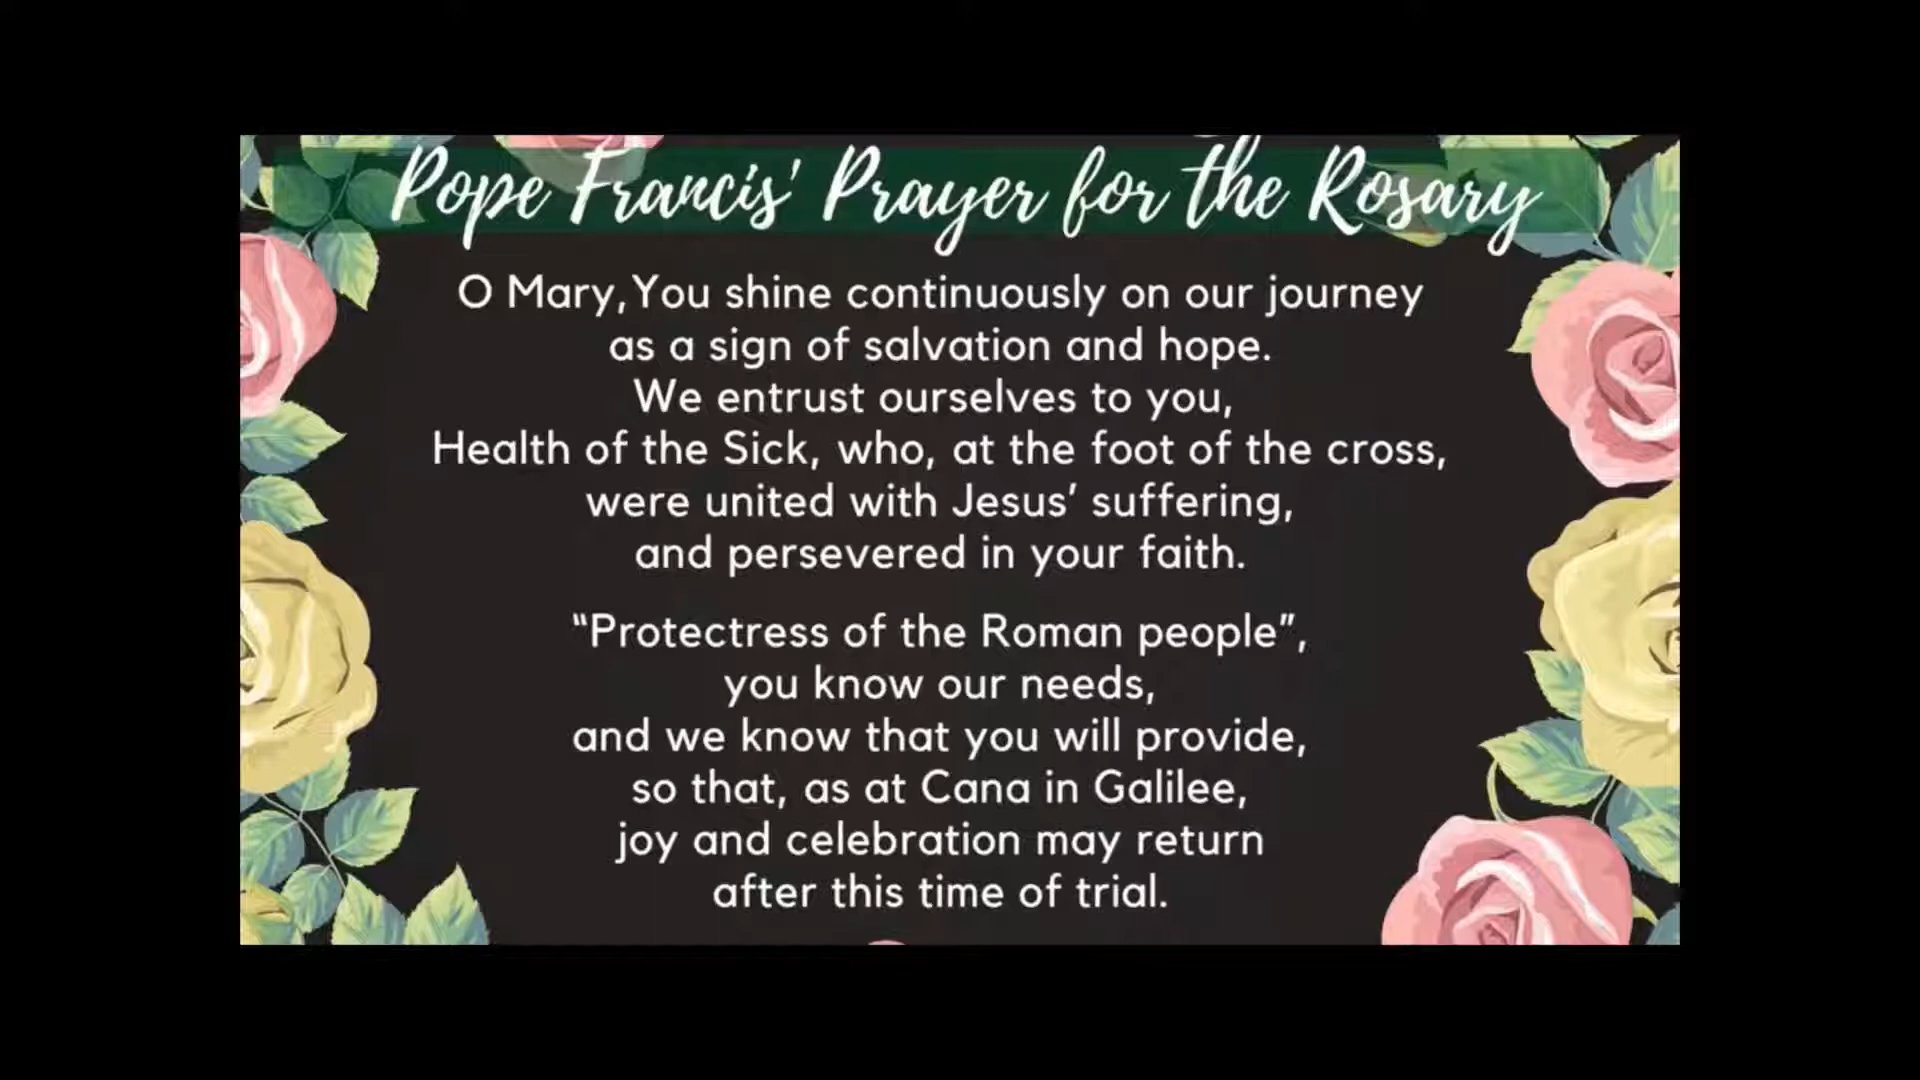 Pope Francis' Prayer for the Rosary
O Mary, You shine continuously on our journey
as a sign of salvation and hope.
We entrust ourselves to you,
Health of the Sick, who, at the foot of the cross,
were united with Jesus’ suffering,
and persevered in your faith.
“Protectress of the Roman people”,
you know our needs,
and we know that you will provide,
so that, as at Cana in Galilee,
joy and celebration may return
after this time of trial.